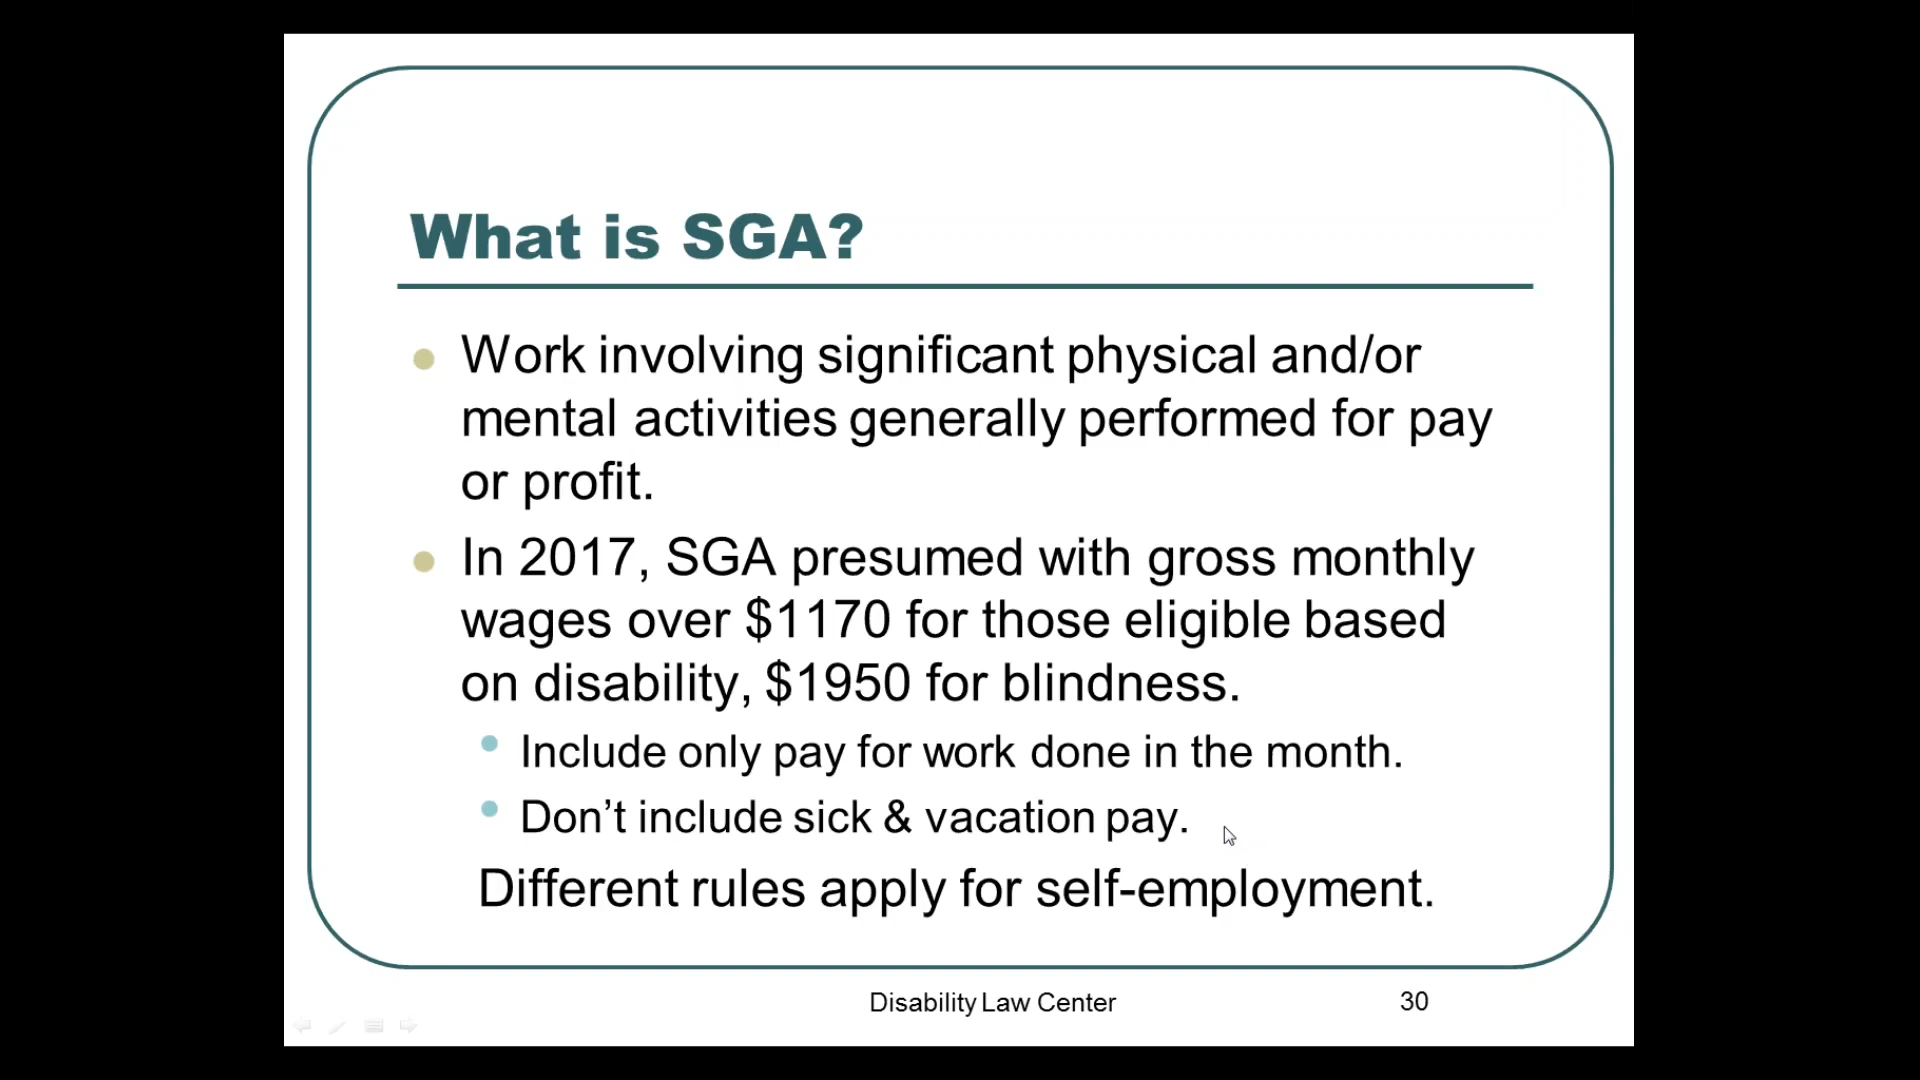 What is SGA?
Work involving significant physical and/or
mental activities generally performed for pay
or profit.
In 2017, SGA presumed with gross monthly
wages over $1170 for those eligible based
on disability, $1950 for blindness.
Include only pay for work done in the month.
Don’t include sick & vacation pay.
Different rules apply for self-employment.
Disability Law Center
30